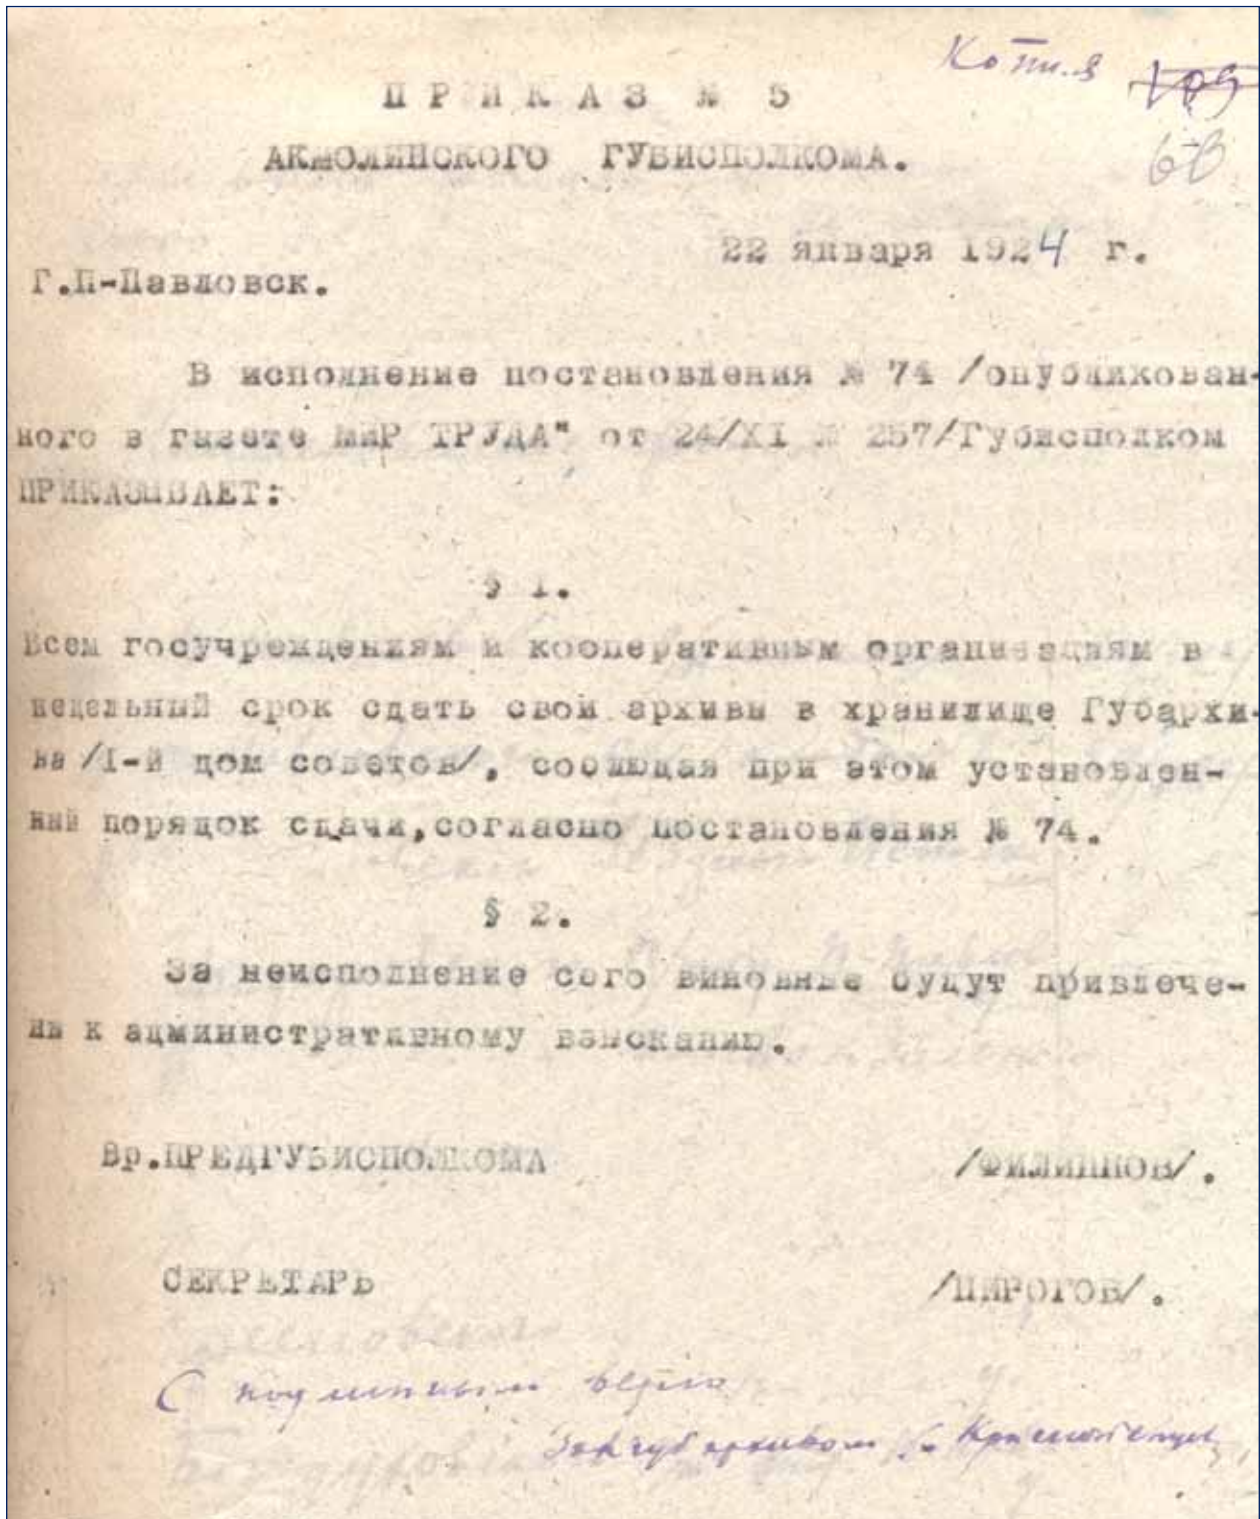 Копия
П Р И К А З № 5
АКМОЛИНСКОГО ГУБИСПОЛКОМА.
68
22 января 1924 г.
Г.П-Павловск.
В исполнение постановления № 74 /опубликован-
ного в газете МИР ТРУДА" от 24/XI № 257/Губисполком
ПРИКАЗЫВАЕТ:
§ 1.
Всем госучреждениям и кооперативным организациям в
недельный срок сдать свои архивы в хранилище Губархи-
ва /I-й дом советов/, соблюдая при этом установлен-
ный порядок сдачи,согласно постановления № 74.
§ 2.
За неисполнение сего виновные будут привлече-
ны к административному взысканию.
Вр.ПРЕДГУБИСПОЛКОМА /ФИЛИППОВ/.
СЕКРЕТАРЬ /ПИРОГОВ/.
С подлинным верно
Завгубархивом